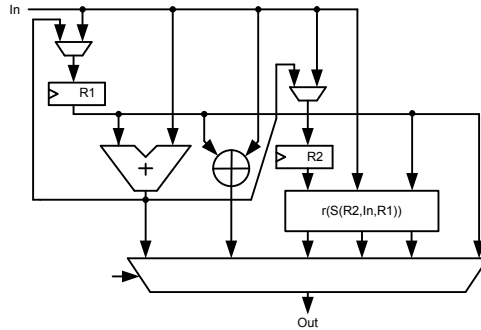 In
R1
+
R2
r(S(R2,In,R1))
Out